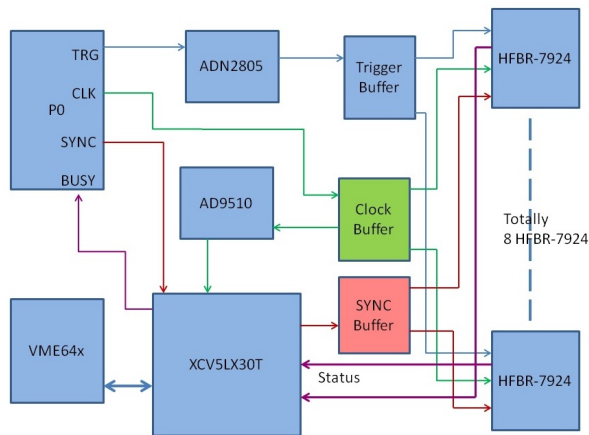 TRG
CLK
P0
SYNC
BUSY
ADN2805
Trigger
Buffer
HFBR-7924
AD9510
Clock
Buffer
Totally
8 HFBR-7924
SYNC
Buffer
VME64x
XCV5LX30T
Status
HFBR-7924